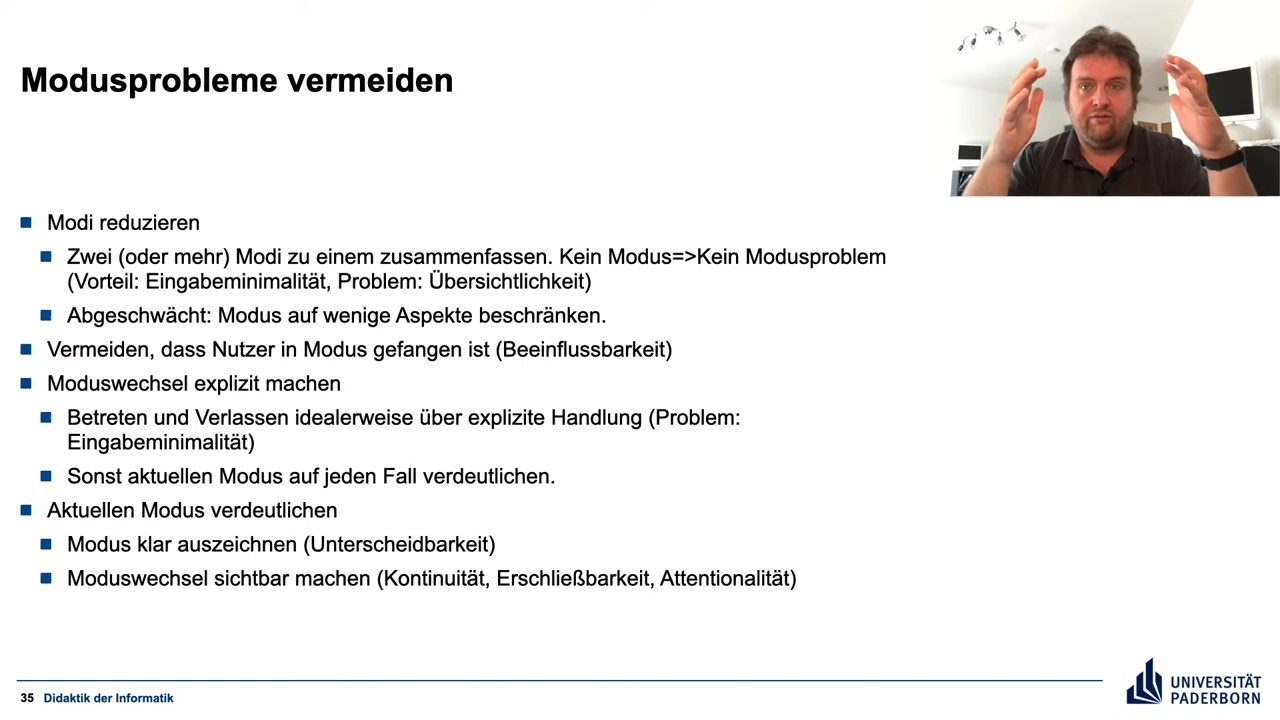 Modusprobleme vermeiden
Modi reduzieren
Zwei (oder mehr) Modi zu einem zusammenfassen. Kein Modus=>Kein Modusproblem
(Vorteil: Eingabeminimalität, Problem: Übersichtlichkeit)
Abgeschwächt: Modus auf wenige Aspekte beschränken.
Vermeiden, dass Nutzer in Modus gefangen ist (Beeinflussbarkeit)
Moduswechsel explizit machen
Betreten und Verlassen idealerweise über explizite Handlung (Problem:
Eingabeminimalität)
Sonst aktuellen Modus auf jeden Fall verdeutlichen.
Aktuellen Modus verdeutlichen
Modus klar auszeichnen (Unterscheidbarkeit)
Moduswechsel sichtbar machen (Kontinuität, Erschließbarkeit, Attentionalität)
35 Didaktik der Informatik
UNIVERSITÄT
PADERBORN